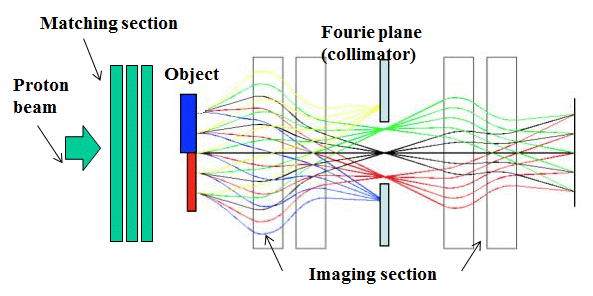 Matching section
Proton
beam
Object
Fourie plane
(collimator)
Imaging section